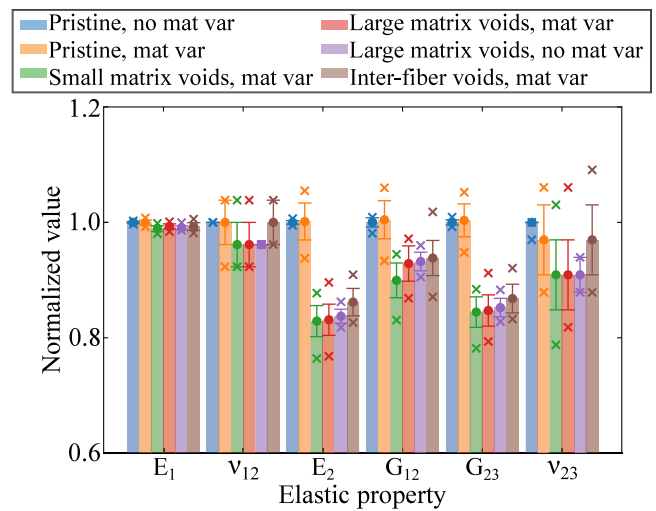 Pristine, no mat var
Large matrix voids, mat var
Pristine, mat var
Large matrix voids, no mat var
Small matrix voids, mat var
Inter-fiber voids, mat var
1.2
1.0
0.8
0.6
Normalized value
E₁ ν₁₂ E₂ G₁₂ G₂₃ ν₂₃
Elastic property